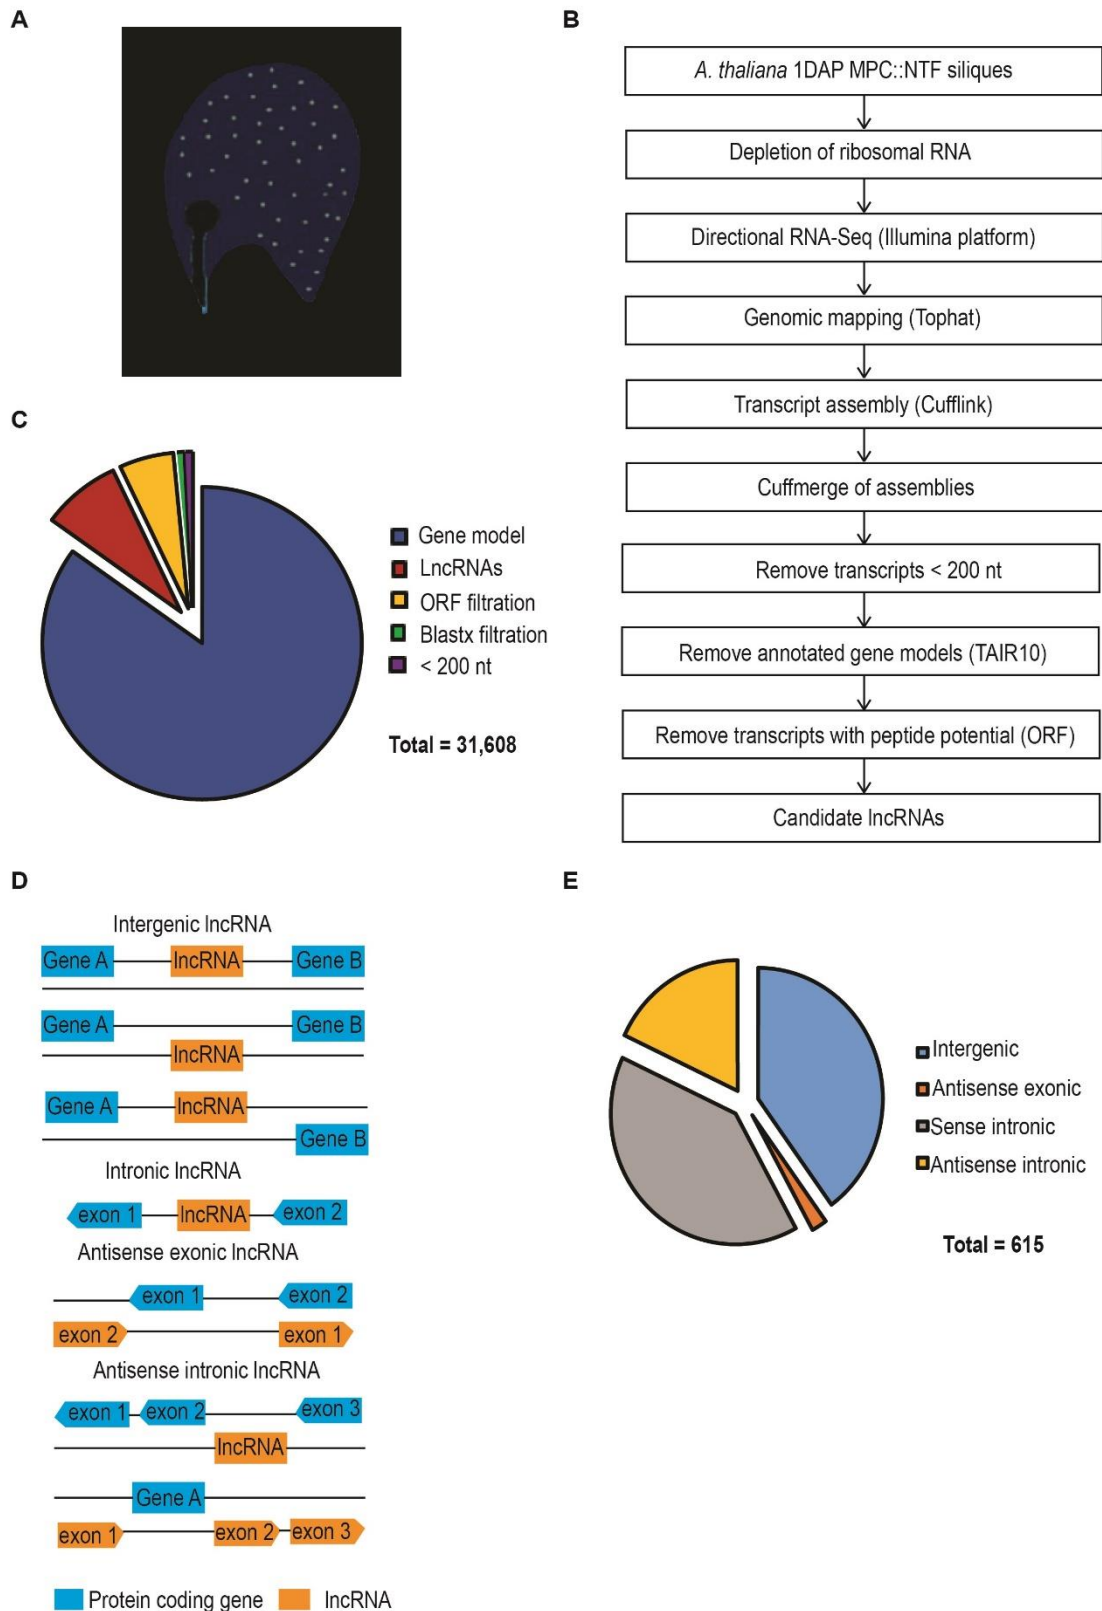 A
B
A. thaliana 1DAP MPC::NTF siliques
Depletion of ribosomal RNA
Directional RNA-Seq (Illumina platform)
Genomic mapping (Tophat)
Transcript assembly (Cufflink)
Cuffmerge of assemblies
Remove transcripts < 200 nt
Remove annotated gene models (TAIR10)
Remove transcripts with peptide potential (ORF)
Candidate lncRNAs
C
Gene model
LncRNAs
ORF filtration
Blastx filtration
< 200 nt
Total = 31,608
D
Intergenic lncRNA
Gene A lncRNA Gene B
Gene A Gene B
lncRNA
Gene A lncRNA
Gene B
Intronic lncRNA
exon 1 lncRNA exon 2
Antisense exonic lncRNA
exon 1 exon 2
exon 2 exon 1
Antisense intronic lncRNA
exon 1 exon 2 exon 3
lncRNA
Gene A
exon 1 exon 2 exon 3
Protein coding gene lncRNA
E
Intergenic
Antisense exonic
Sense intronic
Antisense intronic
Total = 615